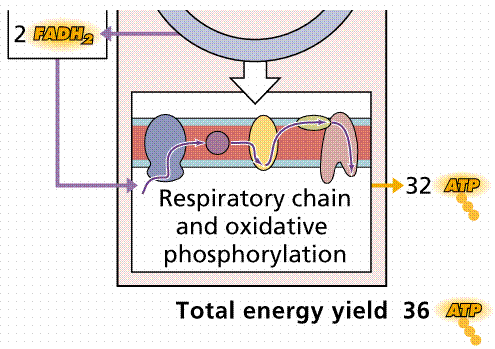 2 FADH2
Respiratory chain
and oxidative
phosphorylation
32 ATP
Total energy yield 36 ATP